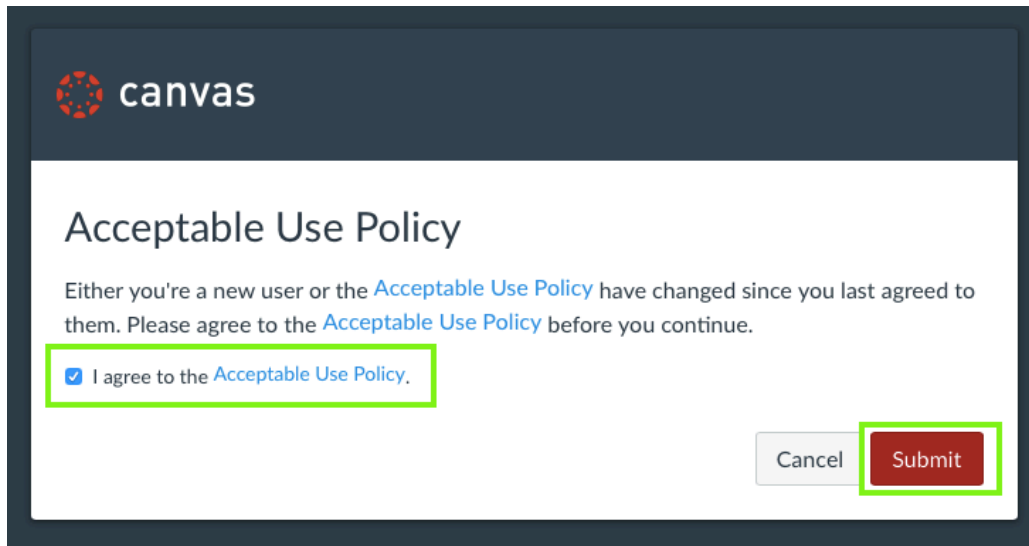 canvas
Acceptable Use Policy
Either you're a new user or the Acceptable Use Policy have changed since you last agreed to
them. Please agree to the Acceptable Use Policy before you continue.
I agree to the Acceptable Use Policy.
Cancel Submit